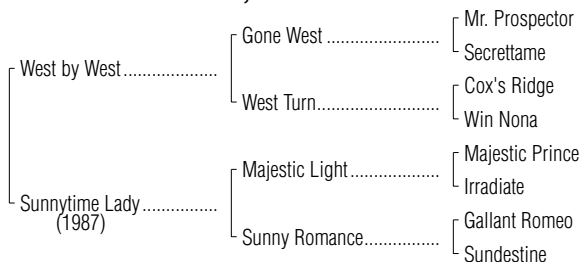 Mr. Prospector
Gone West ........................
Secrettame
West by West ....................
Cox's Ridge
West Turn ..........................
Win Nona
Majestic Prince
Majestic Light ...................
Irradiate
Sunnytime Lady ................
(1987)
Gallant Romeo
Sunny Romance ................
Sundestine